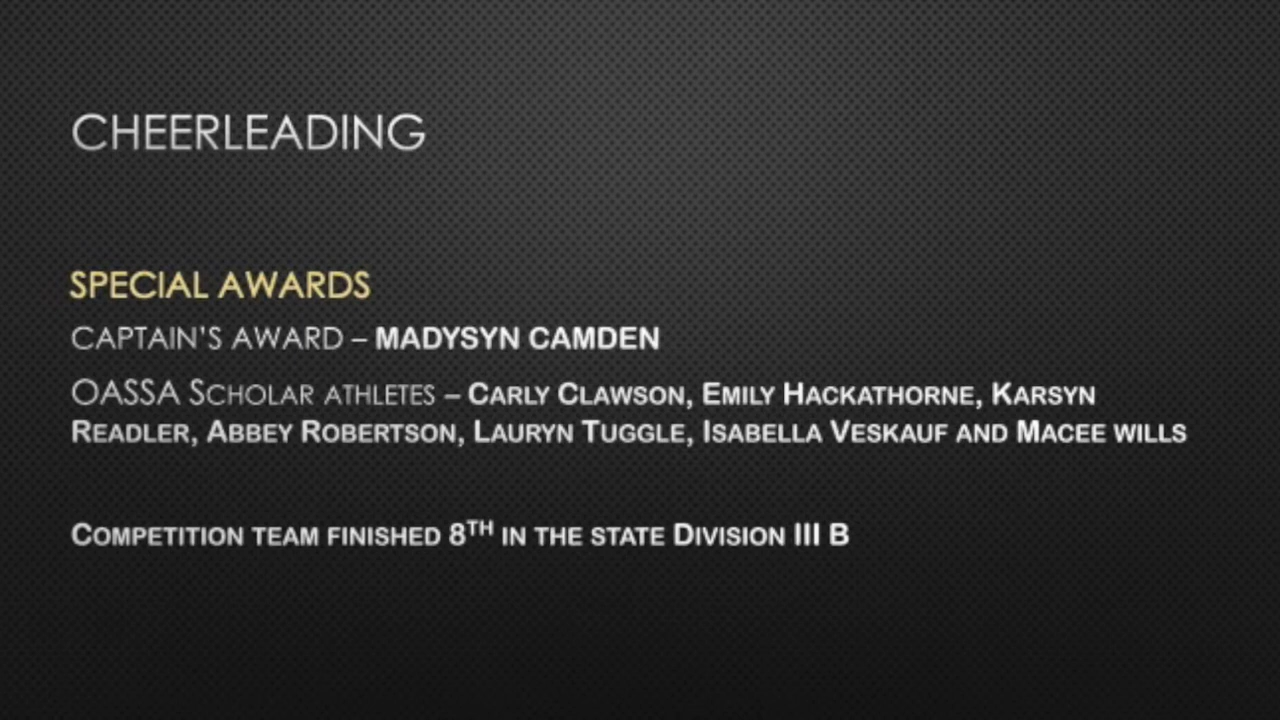 CHEERLEADING
SPECIAL AWARDS
CAPTAIN'S AWARD – MADYSYN CAMDEN
OASSA SCHOLAR ATHLETES – CARLY CLAWSON, EMILY HACKATHORNE, KARSYN
READLER, ABBEY ROBERTSON, LAURYN TUGGLE, ISABELLA VESKAUF AND MACEE WILLS
COMPETITION TEAM FINISHED 8TH IN THE STATE DIVISION III B